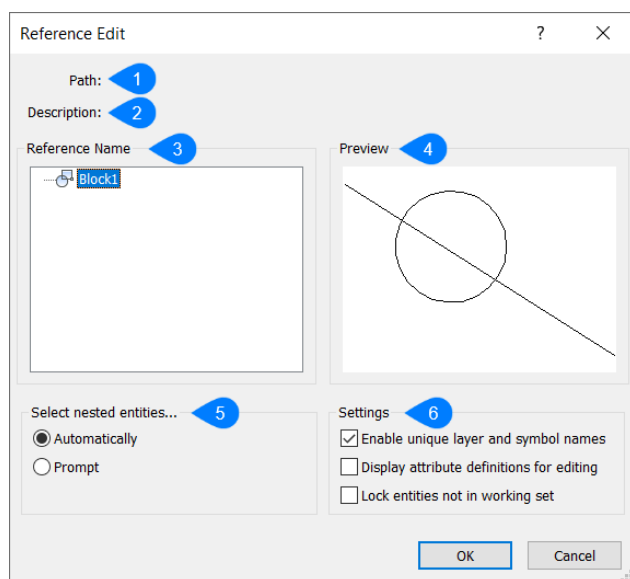 Reference Edit
?
Path: 1
Description: 2
Reference Name 3
Block1
Preview 4
Select nested entities... 5
Automatically
Prompt
Settings 6
Enable unique layer and symbol names
Display attribute definitions for editing
Lock entities not in working set
OK
Cancel